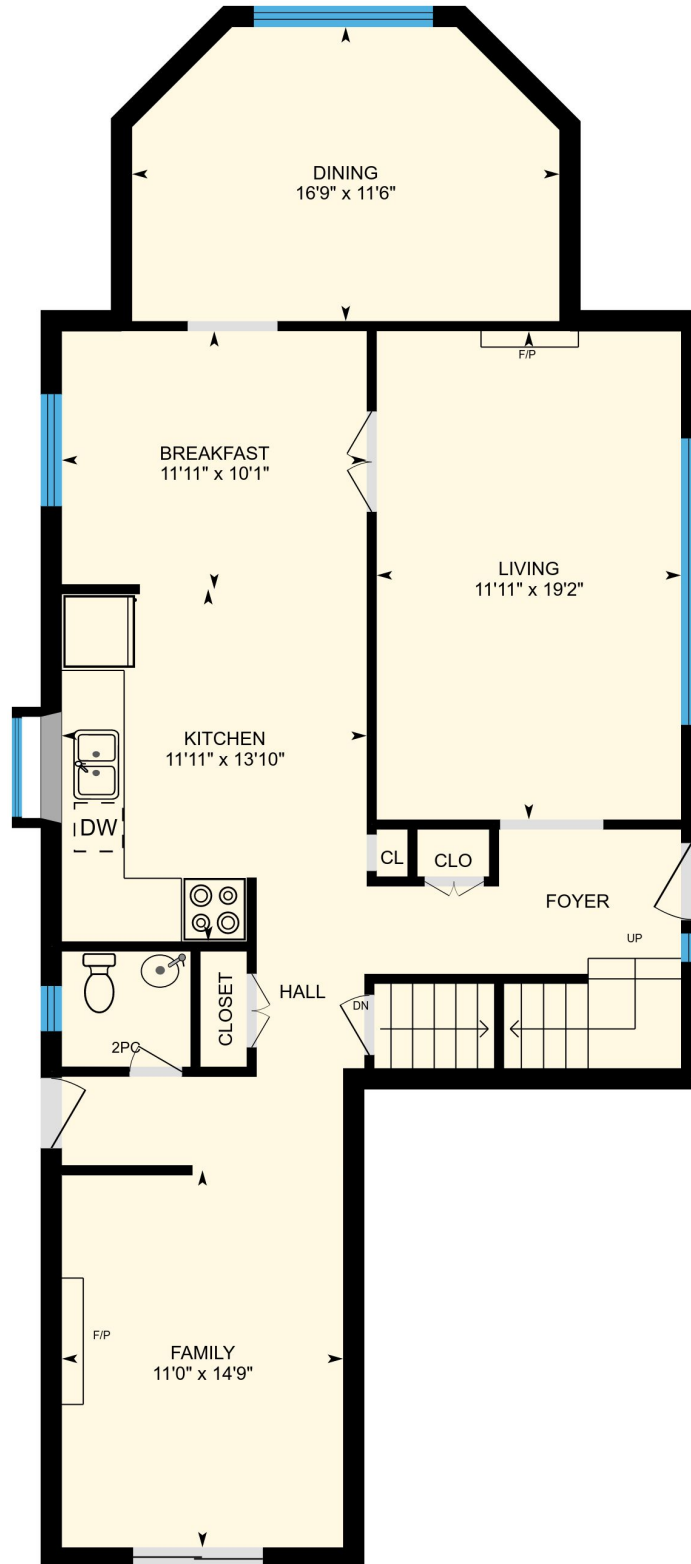 DINING
16'9" x 11'6"
F/P
BREAKFAST
11'11" x 10'1"
LIVING
11'11" x 19'2"
KITCHEN
11'11" x 13'10"
DW
CL
CLO
FOYER
UP
CLOSET
HALL
DN
2PC
F/P
FAMILY
11'0" x 14'9"